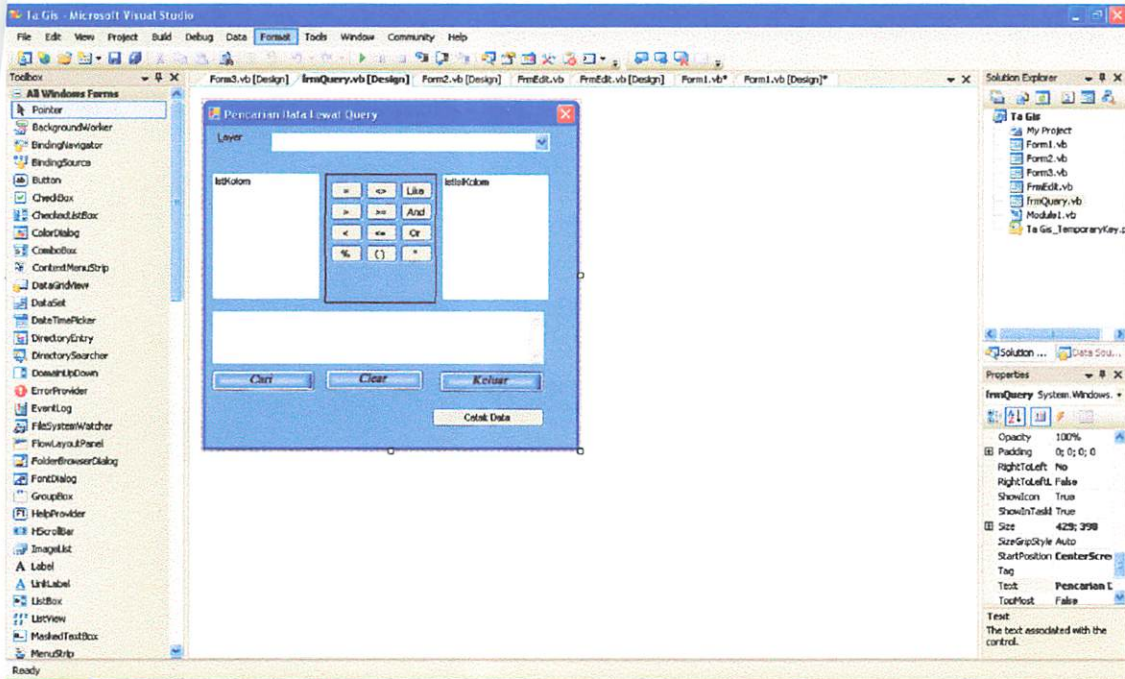 Ta Gis - Microsoft Visual Studio
File Edit View Project Build Debug Data Format Tools Window Community Help
Toolbox
All Windows Forms
Pointer
BackgroundWorker
BindingNavigator
BindingSource
Button
CheckBox
CheckedListBox
ColorDialog
ComboBox
ContextMenuStrip
DataGridView
DataSet
DateTimePicker
DirectoryEntry
DirectorySearcher
DomainUpDown
ErrorProvider
EventLog
FileSystemWatcher
FlowLayoutPanel
FolderBrowserDialog
FontDialog
GroupBox
HelpProvider
HScrollBar
ImageList
Label
LinkLabel
ListBox
ListView
MaskedTextBox
MenuStrip
Form3.vb [Design] frmQuery.vb [Design] Form2.vb [Design] FrmEdit.vb FrmEdit.vb [Design] Form1.vb* Form1.vb [Design]*
Pencarian Data Lewat Query
Layer
listKolom
= <> Like
> >= And
< <= Or
% ( ) *
listIsiKolom
Cari Clear Keluar
Cetak Data
Solution Explorer
Ta Gis
My Project
Form1.vb
Form2.vb
Form3.vb
FrmEdit.vb
frmQuery.vb
Module1.vb
Ta Gis_TemporaryKey.p
Solution ... Data Sou...
Properties
frmQuery System.Windows.
Opacity 100%
Padding 0; 0; 0; 0
RightToLeft No
RightToLeftL False
ShowIcon True
ShowInTaskl True
Size 429; 398
SizeGripStyle Auto
StartPosition CenterScree
Tag
Text Pencarian D
TopMost False
Text
The text associated with the
control.
Ready